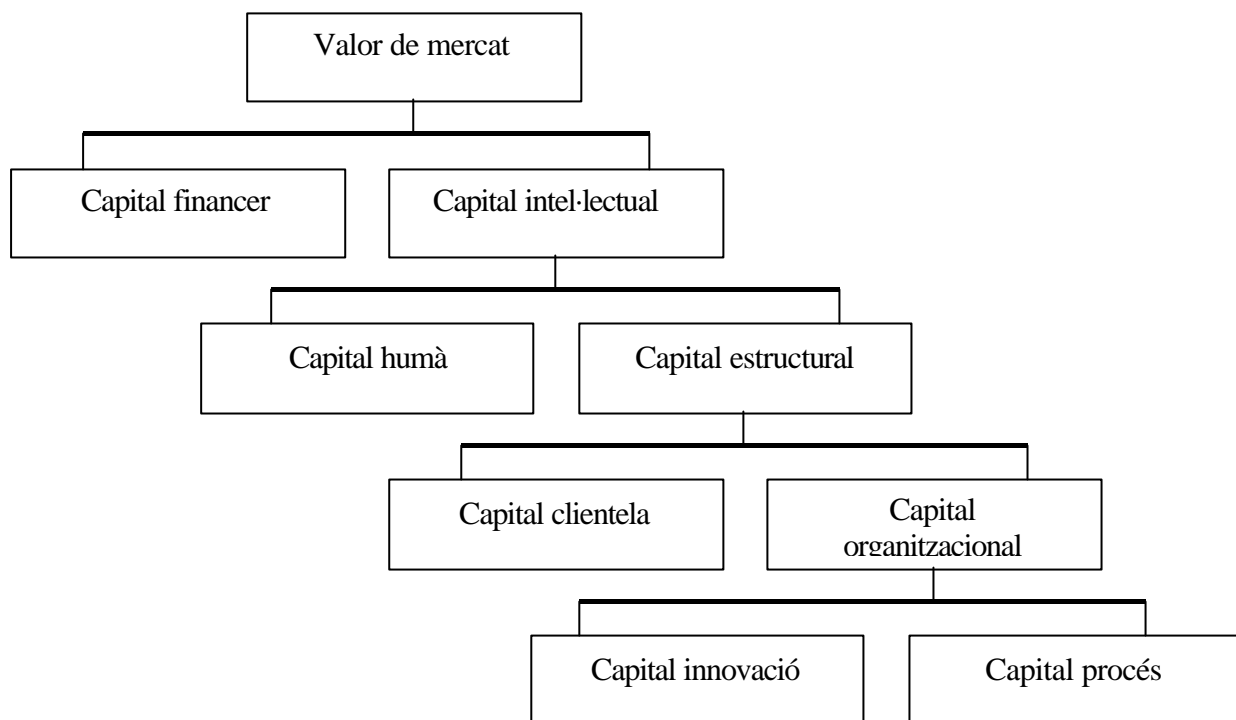 Valor de mercat
Capital financer
Capital intel·lectual
Capital humà
Capital estructural
Capital clientela
Capital
organitzacional
Capital innovació
Capital procés